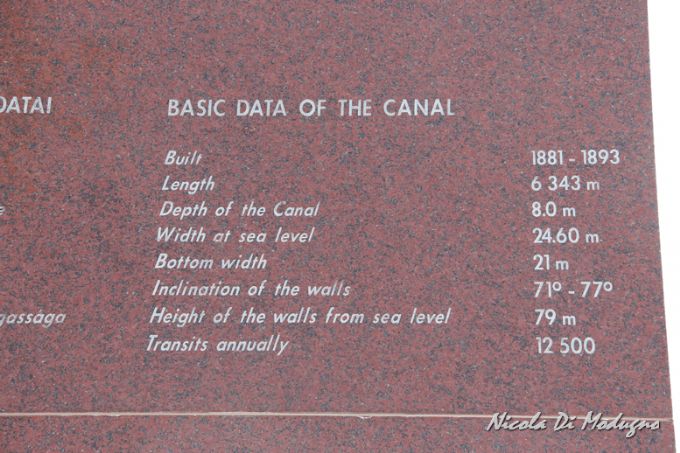 DATAI
BASIC DATA OF THE CANAL
Built 1881 - 1893
Length 6 343 m
e
Depth of the Canal 8.0 m
Width at sea level 24.60 m
Bottom width 21 m
Inclination of the walls 71º - 77º
gassága
Height of the walls from sea level 79 m
Transits annually 12 500
Nicola Di Modugno